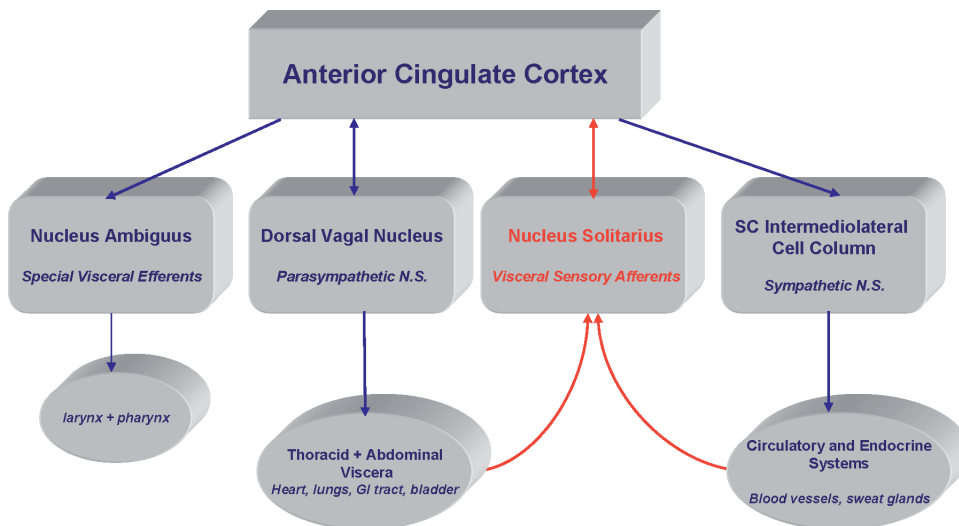 Anterior Cingulate Cortex
Nucleus Ambiguus
Special Visceral Efferents
Dorsal Vagal Nucleus
Parasympathetic N.S.
Nucleus Solitarius
Visceral Sensory Afferents
SC Intermediolateral
Cell Column
Sympathetic N.S.
larynx + pharynx
Thoracid + Abdominal
Viscera
Heart, lungs, GI tract, bladder
Circulatory and Endocrine
Systems
Blood vessels, sweat glands